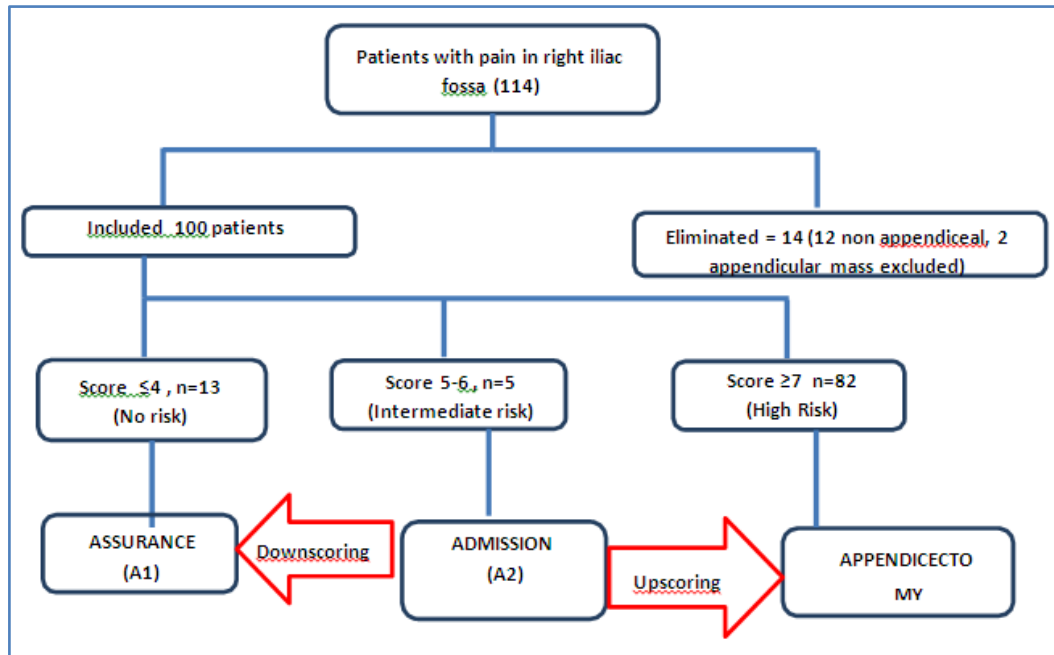 Patients with pain in right iliac
fossa (114)
Included 100 patients
Eliminated = 14 (12 non appendiceal, 2
appendicular mass excluded)
Score ≤4 , n=13
(No risk)
Score 5-6 , n=5
(Intermediate risk)
Score ≥7 n=82
(High Risk)
ASSURANCE
(A1)
Downscoring
ADMISSION
(A2)
Upscoring
APPENDICECTO
MY